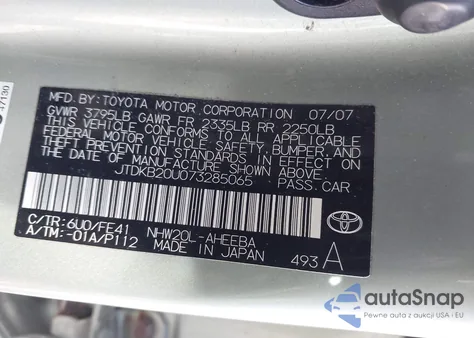 MFD.BY: TOYOTA MOTOR CORPORATION 07/07
GVWR 3795LB GAWR FR 2335LB RR 2250LB
THIS VEHICLE CONFORMS TO ALL APPLICABLE
FEDERAL MOTOR VEHICLE SAFETY, BUMPER, AND
THEFT PREVENTION STANDARDS IN EFFECT ON
THE DATE OF MANUFACTURE SHOWN ABOVE.
JTDKB20U073285065 PASS.CAR
C/TR: 6U0/FE41 NHW20L-AHEEBA
A/TM: -01A/P112 MADE IN JAPAN
TOYOTA
493 A
47130
autoSnap
Pewne auta z aukcji USA i EU